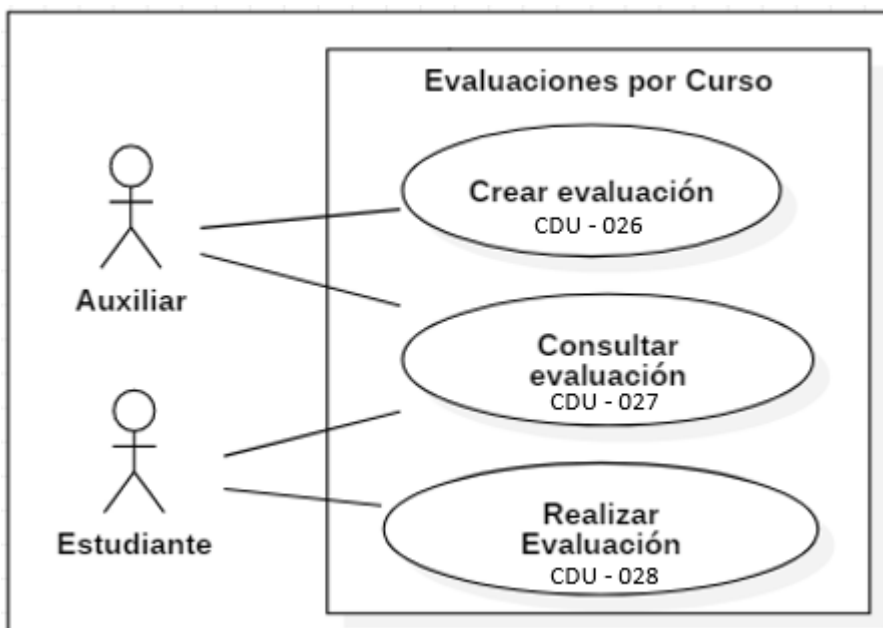 Evaluaciones por Curso
Crear evaluación
CDU - 026
Auxiliar
Consultar
evaluación
CDU - 027
Estudiante
Realizar
Evaluación
CDU - 028